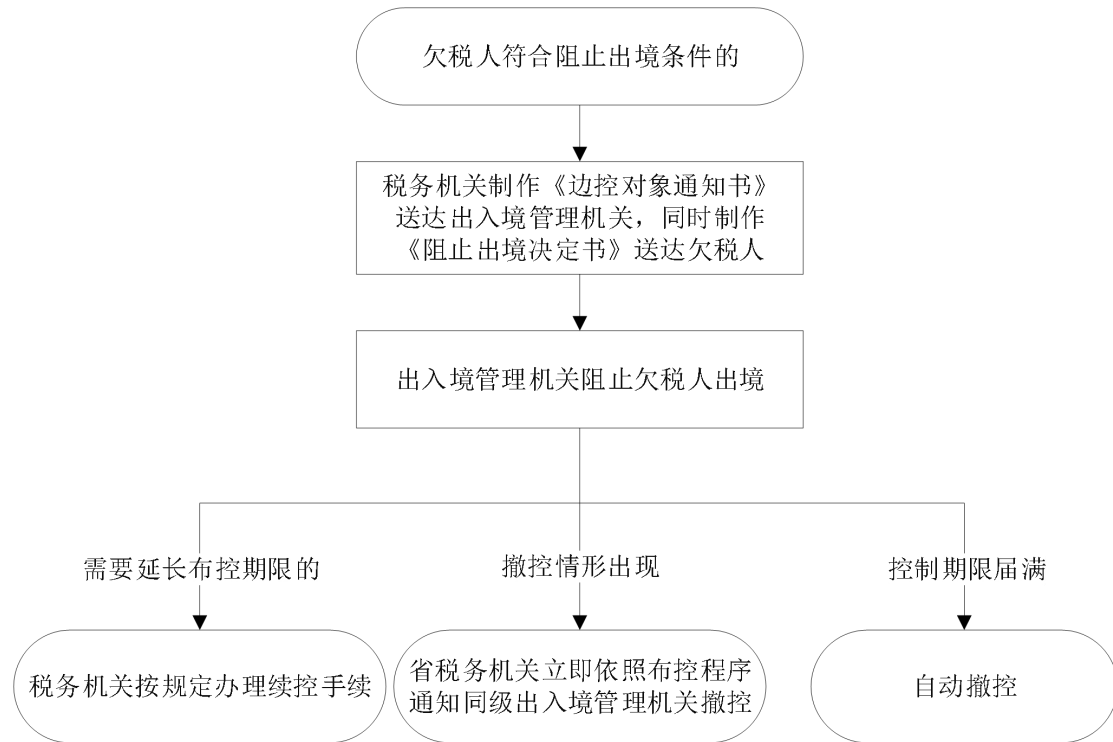 欠税人符合阻止出境条件的
税务机关制作《边控对象通知书》
送达出入境管理机关，同时制作
《阻止出境决定书》送达欠税人
出入境管理机关阻止欠税人出境
需要延长布控期限的
撤控情形出现
控制期限届满
税务机关按规定办理续控手续
省税务机关立即依照布控程序
通知同级出入境管理机关撤控
自动撤控